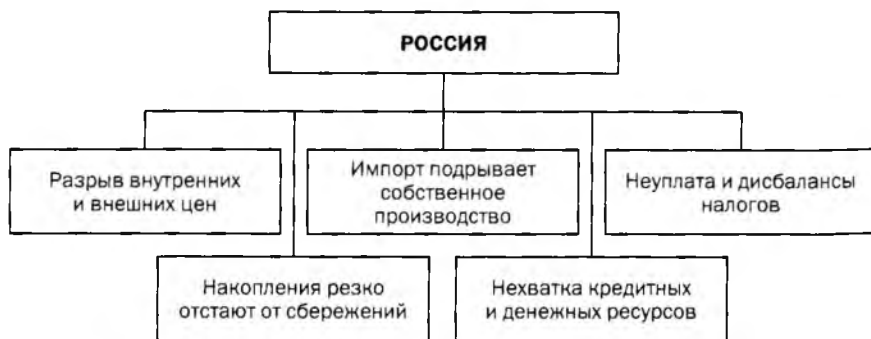 РОССИЯ
Разрыв внутренних
и внешних цен
Импорт подрывает
собственное
производство
Неуплата и дисбалансы
налогов
Накопления резко
отстают от сбережений
Нехватка кредитных
и денежных ресурсов